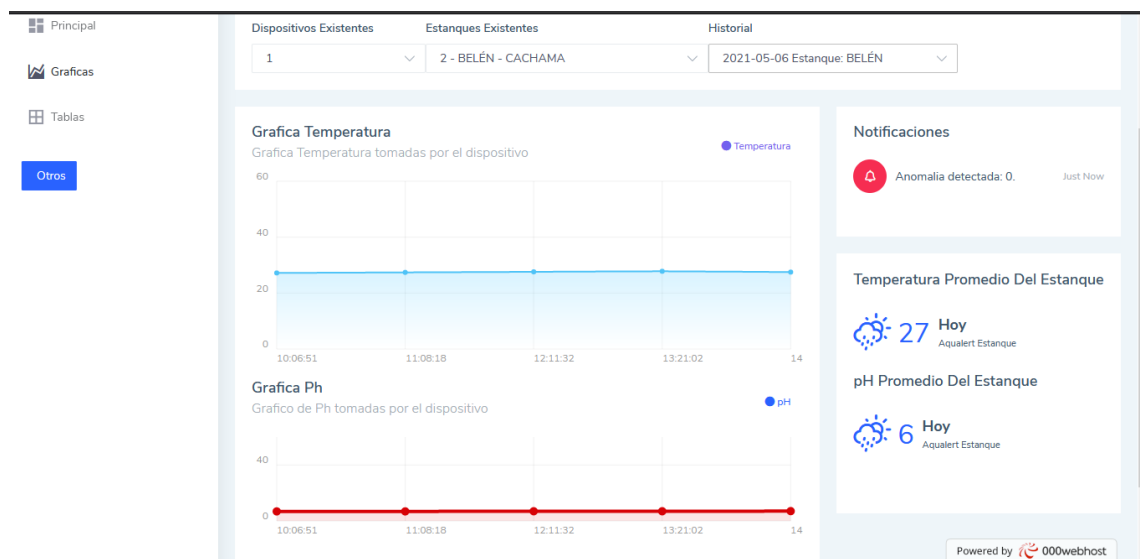 Principal
Graficas
Tablas
Otros
Dispositivos Existentes
Estanques Existentes
Historial
1
2 - BELÉN - CACHAMA
2021-05-06 Estanque: BELÉN
Grafica Temperatura
Grafica Temperatura tomadas por el dispositivo
Temperatura
60
40
20
0
10:06:51
11:08:18
12:11:32
13:21:02
14
Grafica Ph
Grafico de Ph tomadas por el dispositivo
pH
40
0
10:06:51
11:08:18
12:11:32
13:21:02
14
Notificaciones
Anomalia detectada: 0.
Just Now
Temperatura Promedio Del Estanque
27
Hoy
Aqualert Estanque
pH Promedio Del Estanque
6
Hoy
Aqualert Estanque
Powered by 000webhost